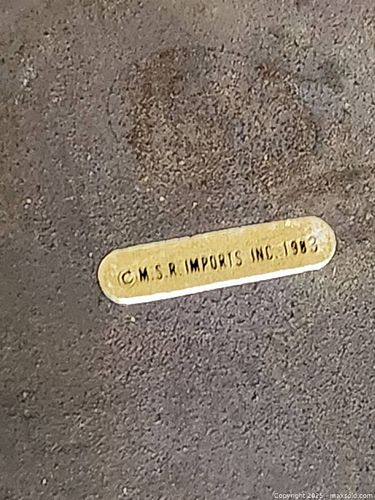 © M.S.R. IMPORTS INC. 1983
Copyright 2025 - maxsold.com